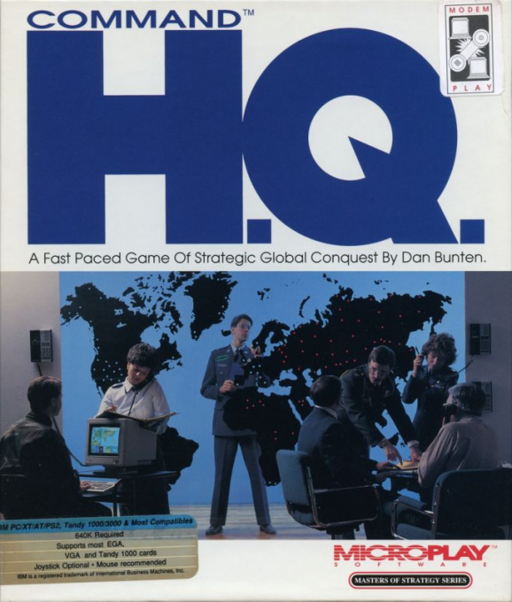 COMMAND™
MODEM
PLAY
H.Q.
A Fast Paced Game Of Strategic Global Conquest By Dan Bunten.
IBM PC/XT/AT/PS2, Tandy 1000/3000 & Most Compatibles
640K Required
Supports most EGA,
VGA and Tandy 1000 cards
Joystick Optional • Mouse recommended
IBM is a registered trademark of International Business Machines, Inc.
MICROPLAY™
SOFTWARE
MASTERS OF STRATEGY SERIES